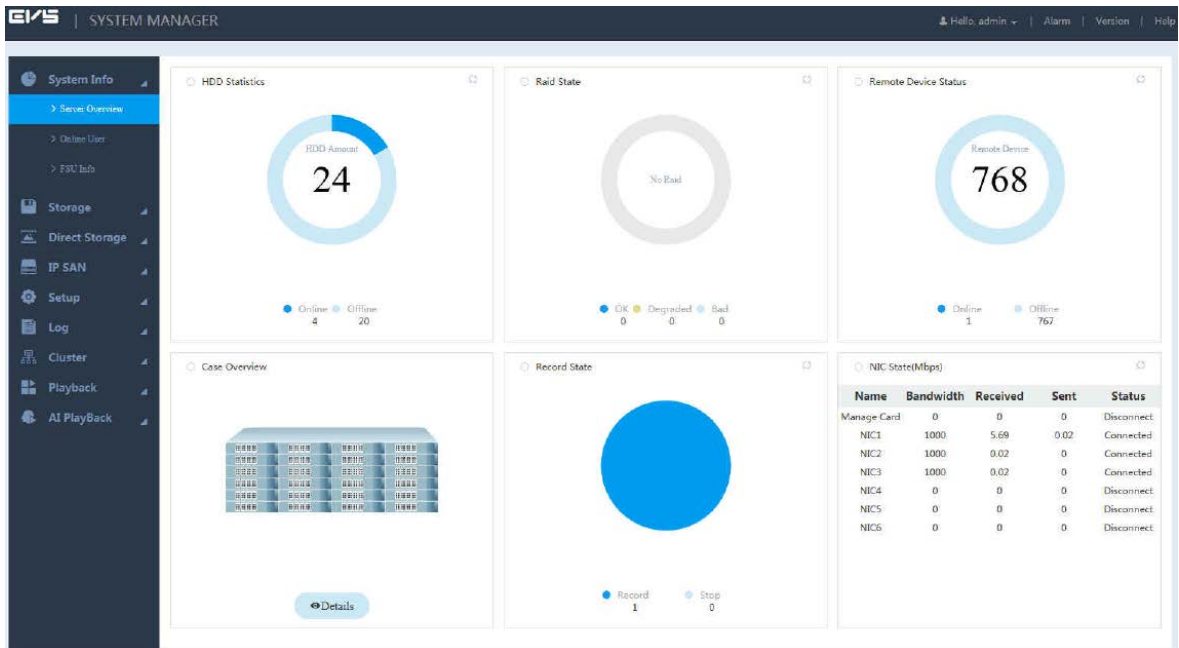 EVS | SYSTEM MANAGER
Hello, admin | Alarm | Version | Help
System Info
> Server Overview
> Online User
> FSU Info
Storage
Direct Storage
IP SAN
Setup
Log
Cluster
Playback
AI PlayBack
HDD Statistics
HDD Amount
24
Online Offline
4 20
Raid State
No Raid
OK Degraded Bad
0 0 0
Remote Device Status
Remote Device
768
Online Offline
1 767
Case Overview
Details
Record State
Record Stop
1 0
NIC State(Mbps)
Name Bandwidth Received Sent Status
Manage Card 0 0 0 Disconnect
NIC1 1000 5.69 0.02 Connected
NIC2 1000 0.02 0 Connected
NIC3 1000 0.02 0 Connected
NIC4 0 0 0 Disconnect
NIC5 0 0 0 Disconnect
NIC6 0 0 0 Disconnect